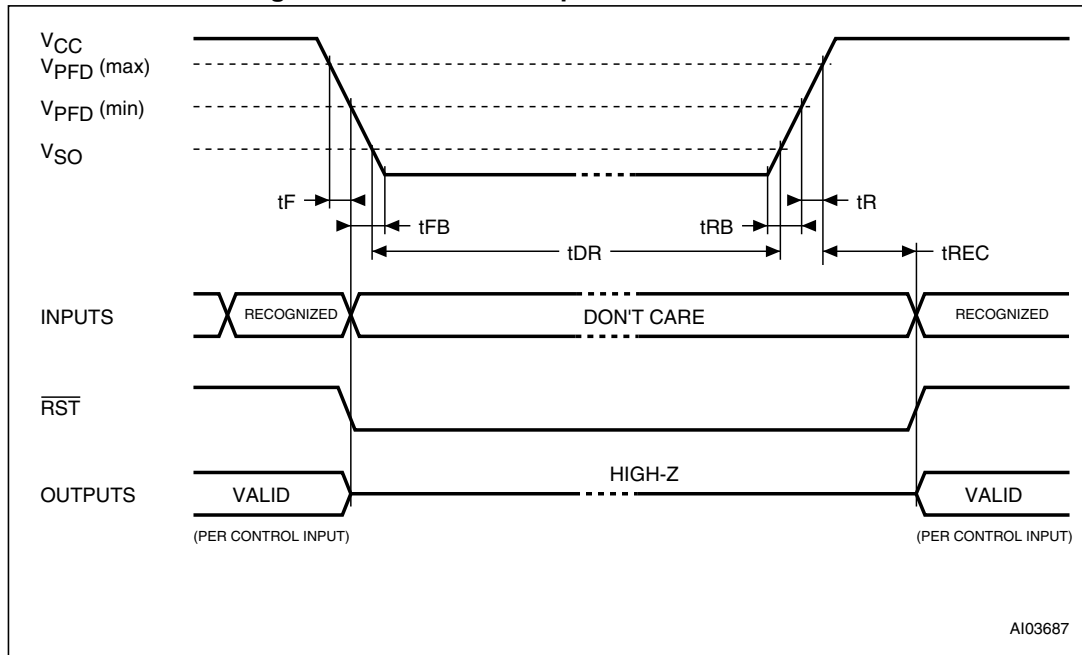 VCC
VPFD (max)
VPFD (min)
VSO
tF
tFB
tRB
tR
tDR
tREC
INPUTS
RECOGNIZED
DON'T CARE
RECOGNIZED
RST
HIGH-Z
OUTPUTS
VALID
VALID
(PER CONTROL INPUT)
(PER CONTROL INPUT)
AI03687